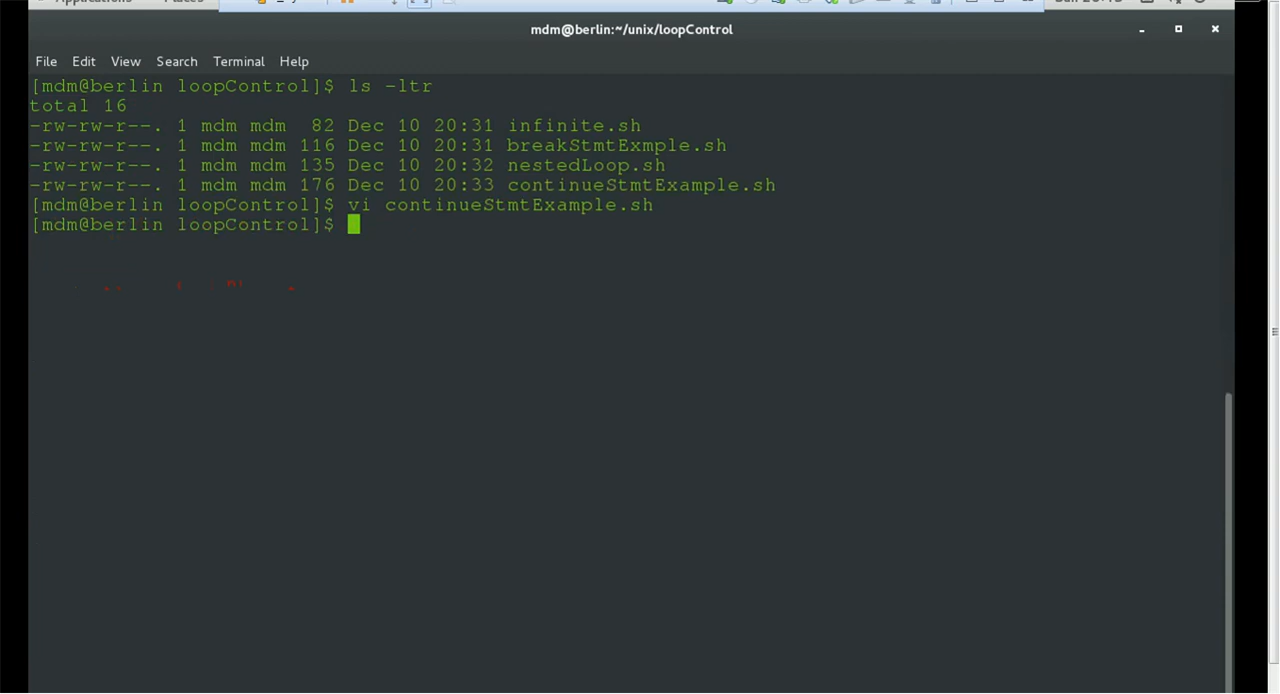 mdm@berlin:~/unix/loopControl
File Edit View Search Terminal Help
[mdm@berlin loopControl]$ ls -ltr
total 16
-rw-rw-r--. 1 mdm mdm  82 Dec 10 20:31 infinite.sh
-rw-rw-r--. 1 mdm mdm 116 Dec 10 20:31 breakStmtExmple.sh
-rw-rw-r--. 1 mdm mdm 135 Dec 10 20:32 nestedLoop.sh
-rw-rw-r--. 1 mdm mdm 176 Dec 10 20:33 continueStmtExample.sh
[mdm@berlin loopControl]$ vi continueStmtExample.sh
[mdm@berlin loopControl]$